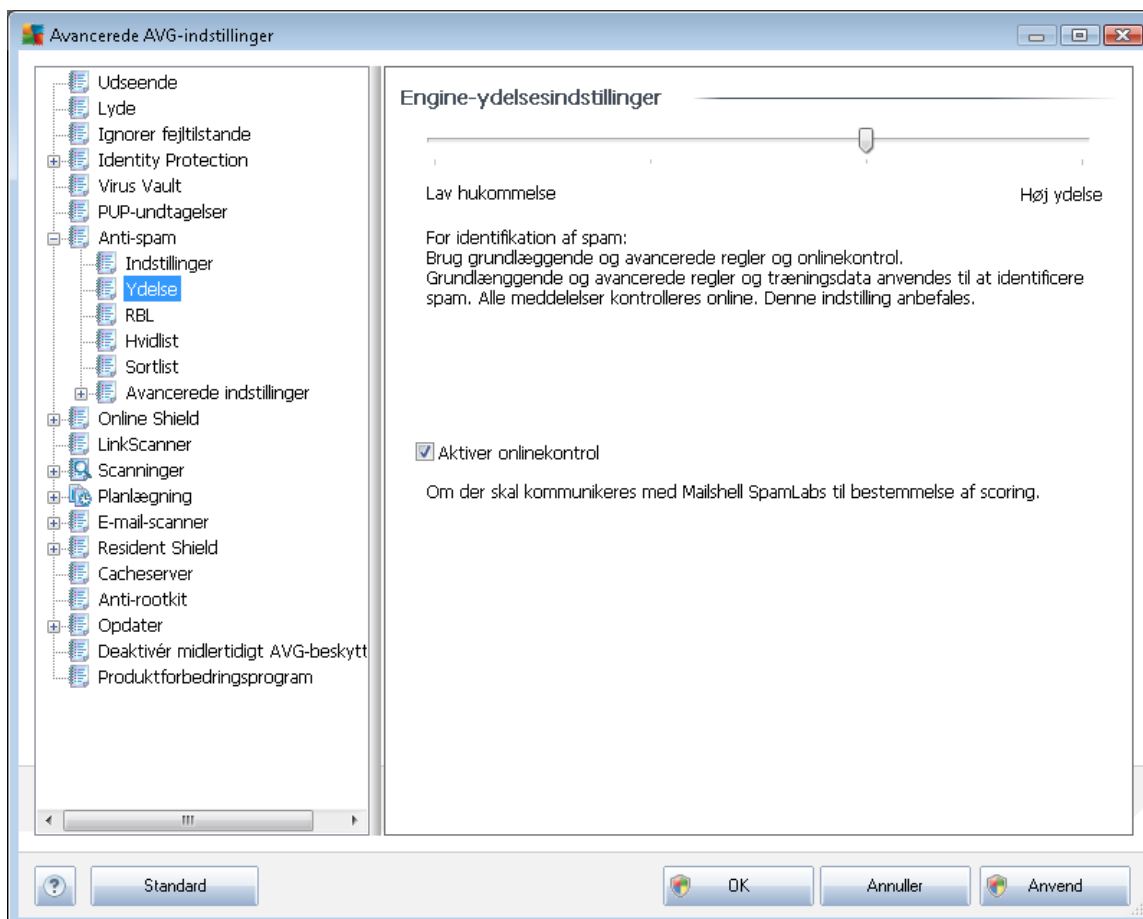 Avancerede AVG-indstillinger
Udseende
Lyde
Ignorer fejltilstande
Identity Protection
Virus Vault
PUP-undtagelser
Anti-spam
Indstillinger
Ydelse
RBL
Hvidlist
Sortlist
Avancerede indstillinger
Online Shield
LinkScanner
Scanninger
Planlægning
E-mail-scanner
Resident Shield
Cacheserver
Anti-rootkit
Opdater
Deaktivér midlertidigt AVG-beskytt
Produktforbedringsprogram
Engine-ydelsesindstillinger
Lav hukommelse
Høj ydelse
For identifikation af spam:
Brug grundlæggende og avancerede regler og onlinekontrol.
Grundlænggende og avancerede regler og træningsdata anvendes til at identificere
spam. Alle meddelelser kontrolleres online. Denne indstilling anbefales.
Aktiver onlinekontrol
Om der skal kommunikeres med Mailshell SpamLabs til bestemmelse af scoring.
?
Standard
OK
Annuller
Anvend